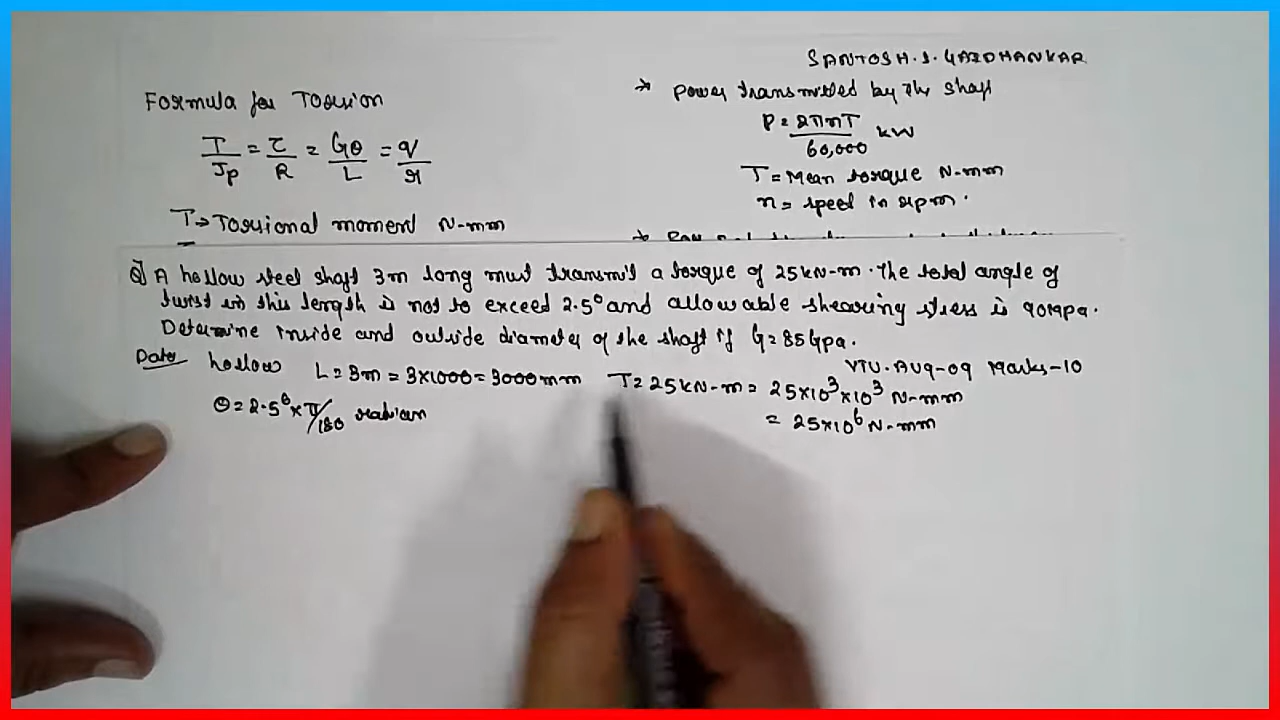 SANTOSH.S.GARDHANKAR
Formula for Torsion
T/Jp = τ/R = Gθ/L = q/r
T → Torsional moment N-mm
→ Power transmitted by the shaft
P = 2πnT/60,000 kW
T = Mean torque N-mm
n = speed in rpm.
Q) A hollow steel shaft 3m long must transmit a torque of 25kN-m. The total angle of
twist in this length is not to exceed 2.5° and allowable shearing stress is 90Mpa.
Determine inside and outside diameter of the shaft if G=85Gpa.
VTU. AUG-09 Marks-10
Data hollow L = 3m = 3×1000 = 3000mm T = 25kN-m = 25×10³×10³ N-mm
θ = 2.5° × π/180 radian = 25×10⁶ N-mm